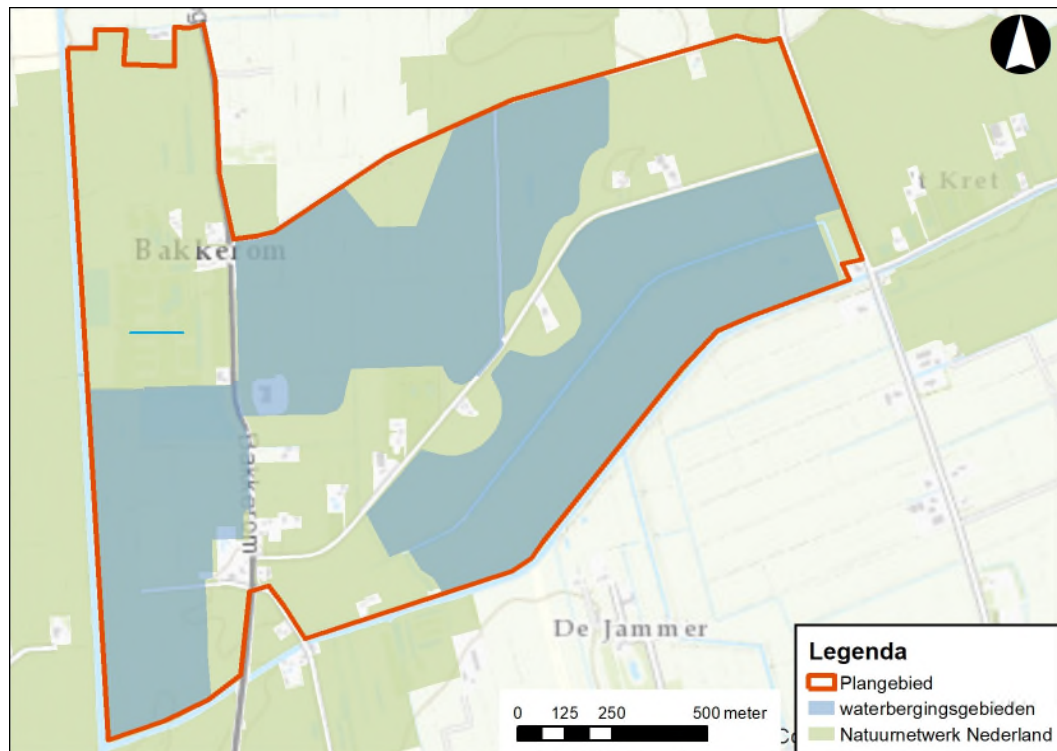 Bakkerom
't Kret
Bakkerom
De Jammer
Legenda
Plangebied
waterbergingsgebieden
Natuurnetwerk Nederland
0 125 250 500 meter